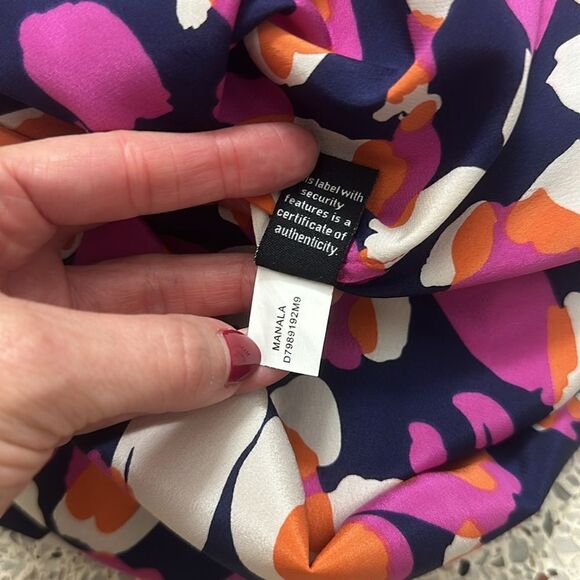 is label with
security
features is a
certificate of
authenticity.
MANALA
D7989192M9